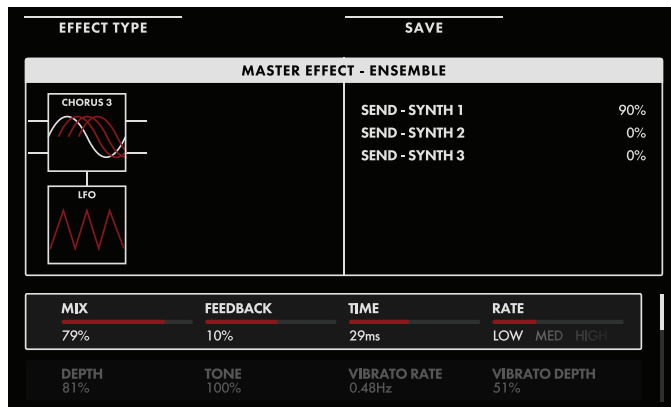 EFFECT TYPE SAVE
MASTER EFFECT - ENSEMBLE
CHORUS 3
LFO
SEND - SYNTH 1 90%
SEND - SYNTH 2 0%
SEND - SYNTH 3 0%
MIX FEEDBACK TIME RATE
79% 10% 29ms LOW MED HIGH
DEPTH TONE VIBRATO RATE VIBRATO DEPTH
81% 100% 0.48Hz 51%